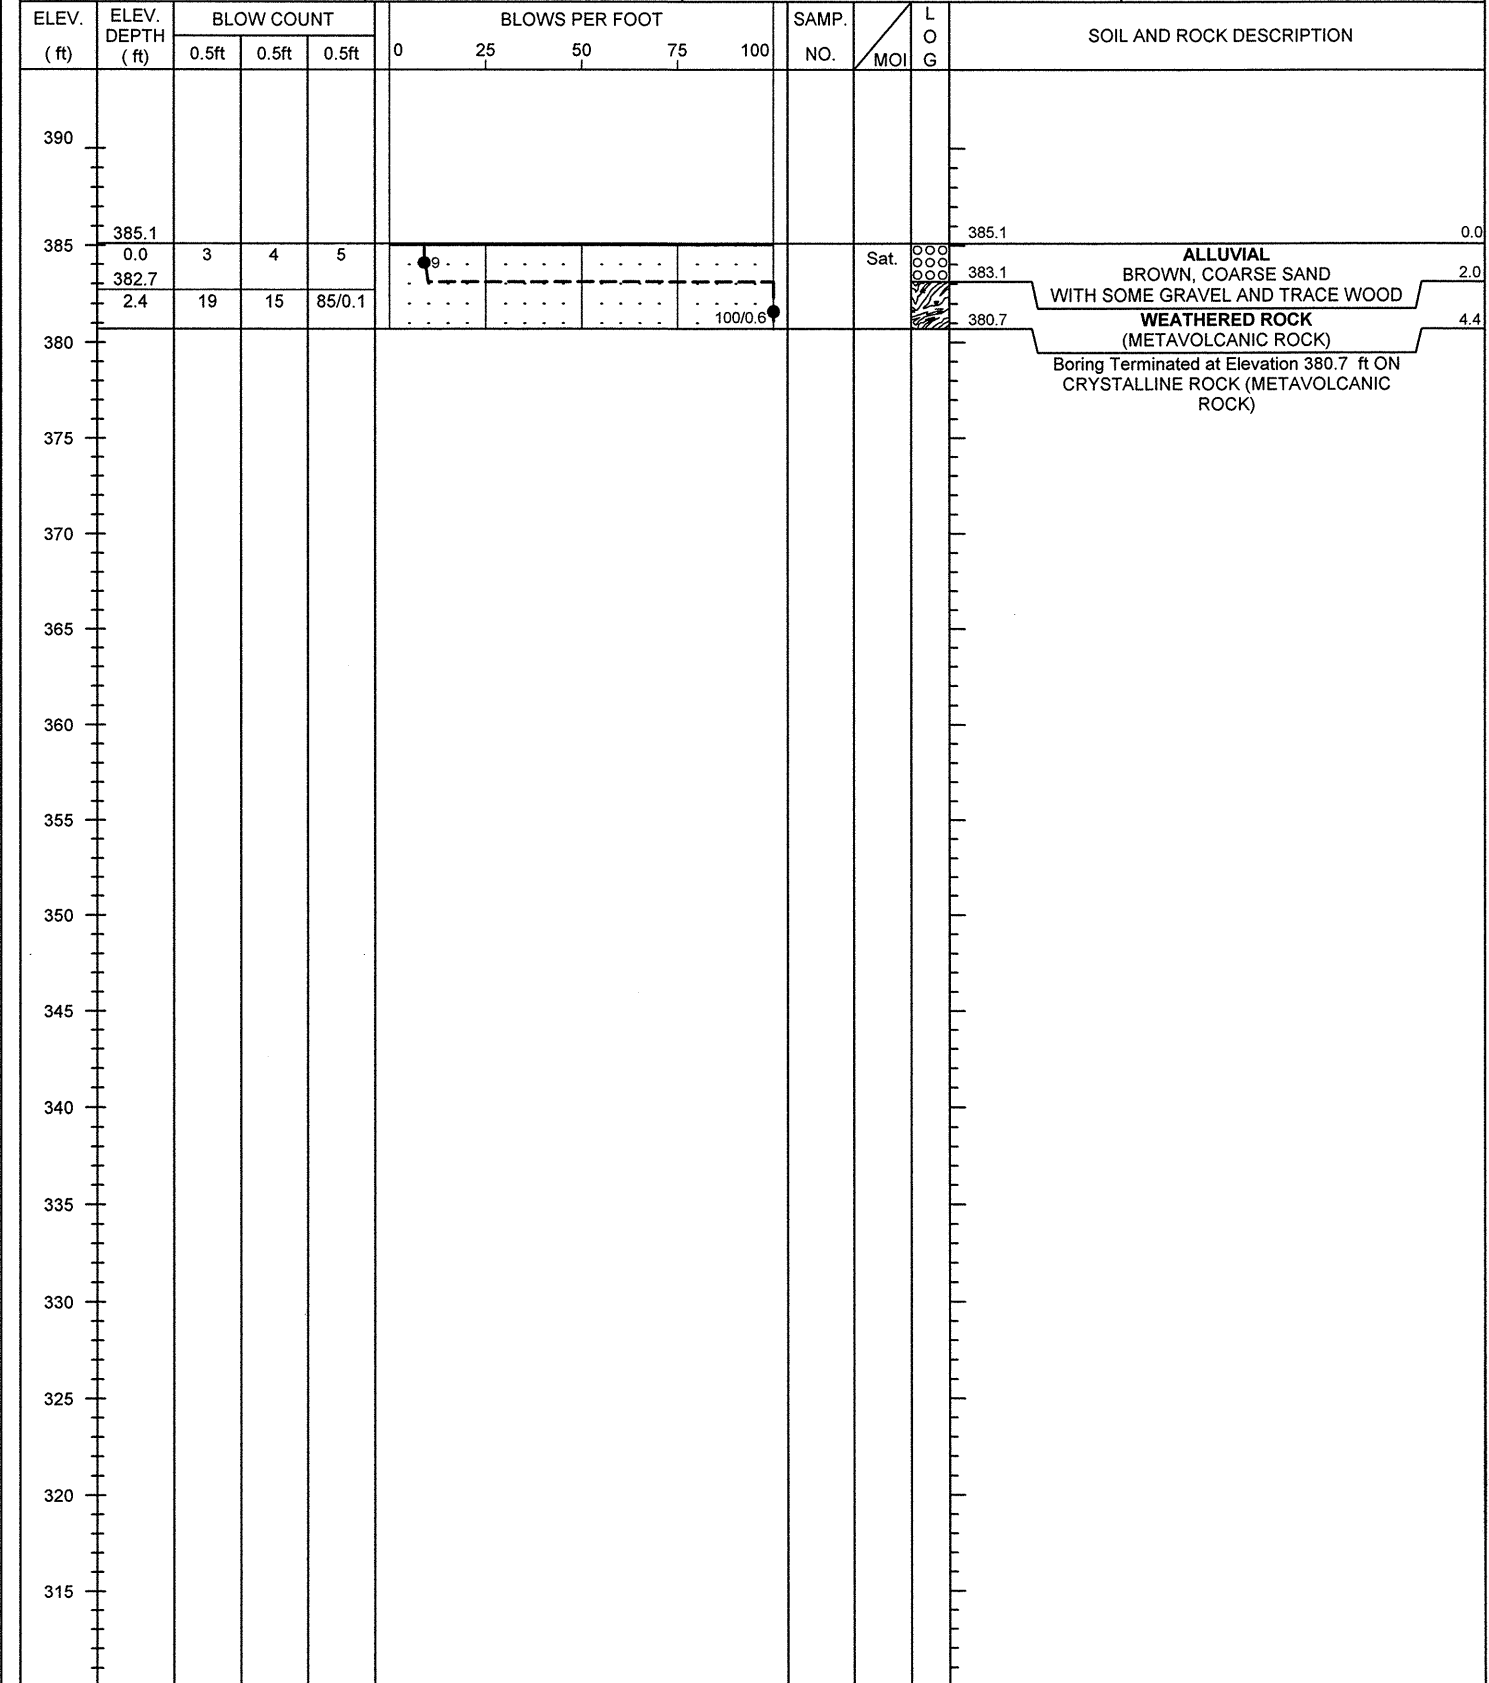 ELEV. ELEV. BLOW COUNT BLOWS PER FOOT SAMP. L
DEPTH O SOIL AND ROCK DESCRIPTION
( ft) ( ft) 0.5ft 0.5ft 0.5ft 0 25 50 75 100 NO. MOI G
390
385.1 385.1 0.0
385 0.0 3 4 5 9 Sat. ALLUVIAL
382.7 383.1 BROWN, COARSE SAND 2.0
2.4 19 15 85/0.1 WITH SOME GRAVEL AND TRACE WOOD
100/0.6 380.7 WEATHERED ROCK 4.4
380 (METAVOLCANIC ROCK)
Boring Terminated at Elevation 380.7 ft ON
CRYSTALLINE ROCK (METAVOLCANIC
ROCK)
375
370
365
360
355
350
345
340
335
330
325
320
315